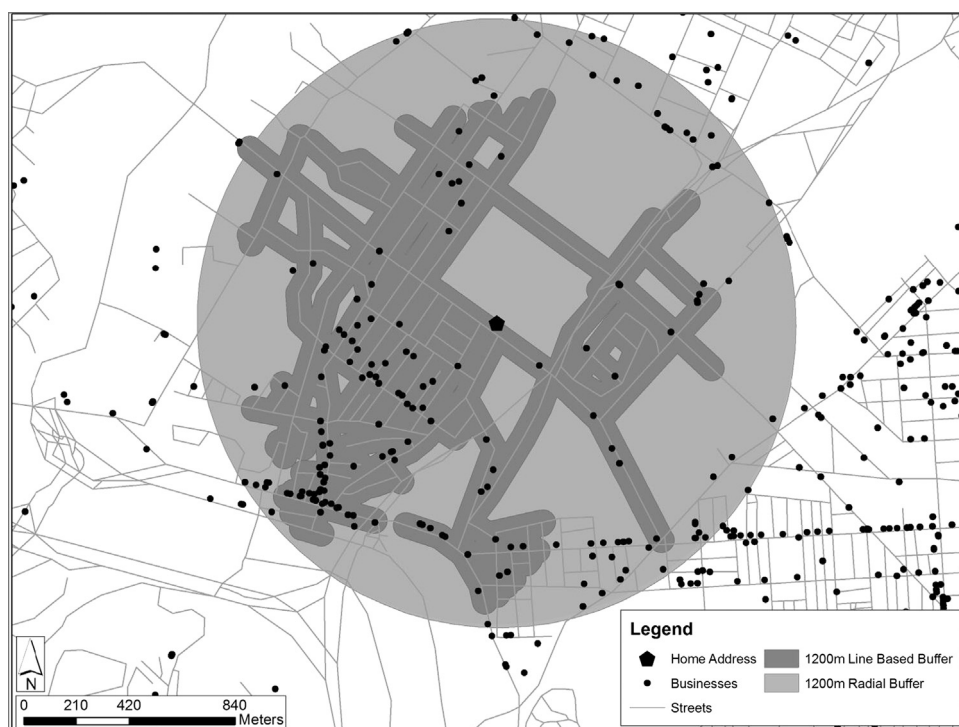 N
0 210 420 840
Meters
Legend
Home Address 1200m Line Based Buffer
Businesses 1200m Radial Buffer
Streets